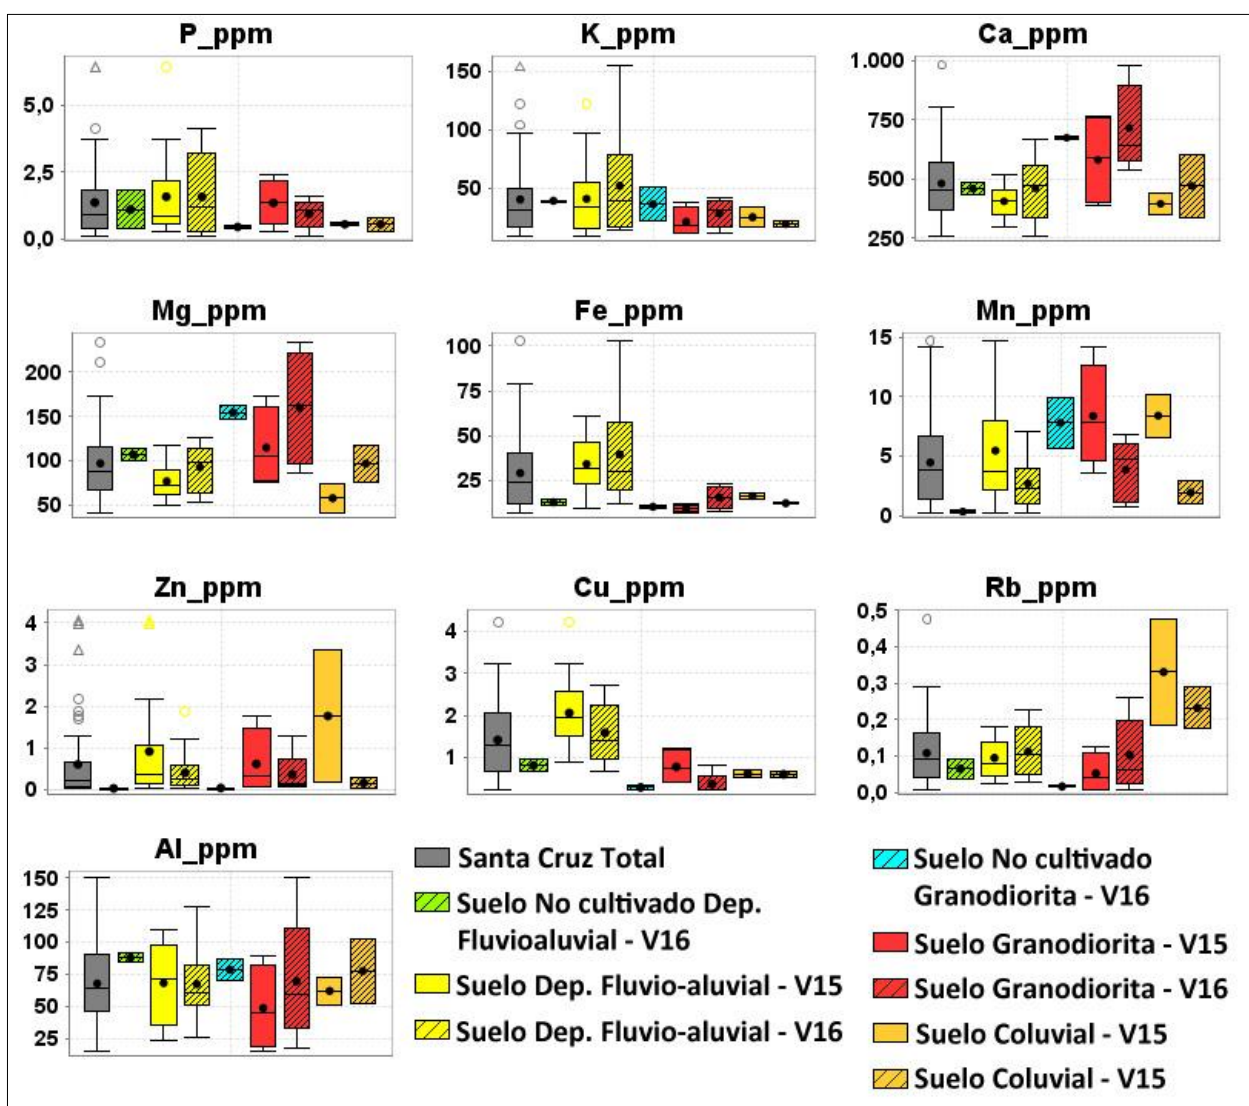 P_ppm
5,0
2,5
0,0
K_ppm
150
100
50
Ca_ppm
1.000
750
500
250
Mg_ppm
200
150
100
50
Fe_ppm
100
75
50
25
Mn_ppm
15
10
5
0
Zn_ppm
4
3
2
1
0
Cu_ppm
4
3
2
1
Rb_ppm
0,5
0,4
0,3
0,2
0,1
0,0
Al_ppm
150
125
100
75
50
25
Santa Cruz Total
Suelo No cultivado Dep.
Fluvioaluvial - V16
Suelo Dep. Fluvio-aluvial - V15
Suelo Dep. Fluvio-aluvial - V16
Suelo No cultivado
Granodiorita - V16
Suelo Granodiorita - V15
Suelo Granodiorita - V16
Suelo Coluvial - V15
Suelo Coluvial - V15